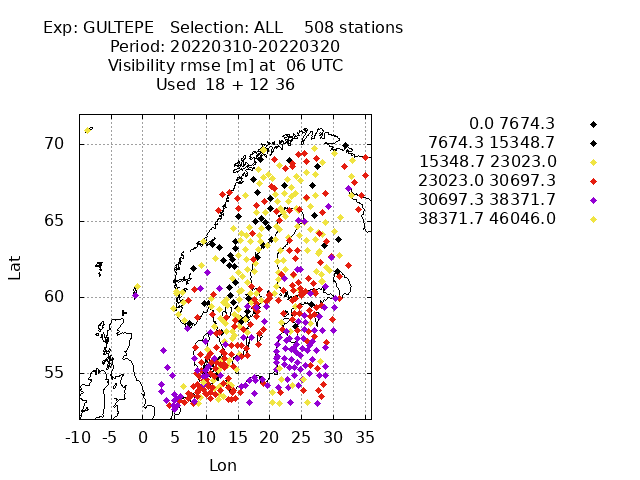 Exp: GULTEPE Selection: ALL 508 stations
Period: 20220310-20220320
Visibility rmse [m] at 06 UTC
Used 18 + 12 36
0.0 7674.3
7674.3 15348.7
15348.7 23023.0
23023.0 30697.3
30697.3 38371.7
38371.7 46046.0
70
65
60
55
Lat
-10 -5 0 5 10 15 20 25 30 35
Lon